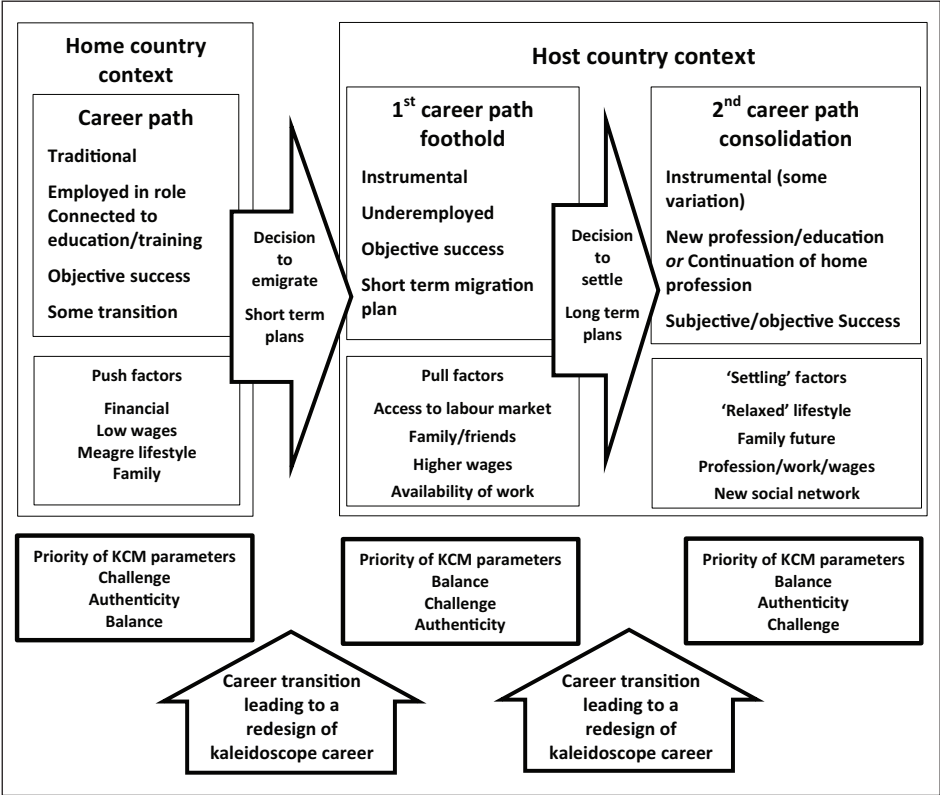 Home country
context
Career path
Traditional
Employed in role
Connected to
education/training
Objective success
Some transition
Push factors
Financial
Low wages
Meagre lifestyle
Family
Decision
to
emigrate
Short term
plans
Host country context
1st career path
foothold
Instrumental
Underemployed
Objective success
Short term migration
plan
Pull factors
Access to labour market
Family/friends
Higher wages
Availability of work
Decision
to
settle
Long term
plans
2nd career path
consolidation
Instrumental (some
variation)
New profession/education
or Continuation of home
profession
Subjective/objective Success
‘Settling’ factors
‘Relaxed’ lifestyle
Family future
Profession/work/wages
New social network
Priority of KCM parameters
Challenge
Authenticity
Balance
Priority of KCM parameters
Balance
Challenge
Authenticity
Priority of KCM parameters
Balance
Authenticity
Challenge
Career transition
leading to a
redesign of
kaleidoscope career
Career transition
leading to a
redesign of
kaleidoscope career